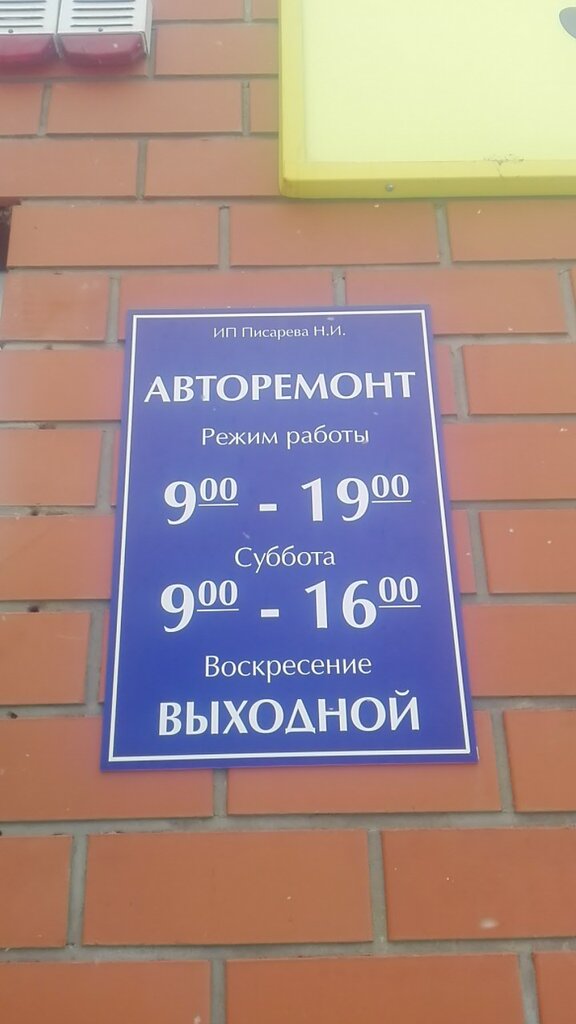 ИП Писарева Н.И.
АВТОРЕМОНТ
Режим работы
9⁰⁰ - 19⁰⁰
Суббота
9⁰⁰ - 16⁰⁰
Воскресение
ВЫХОДНОЙ